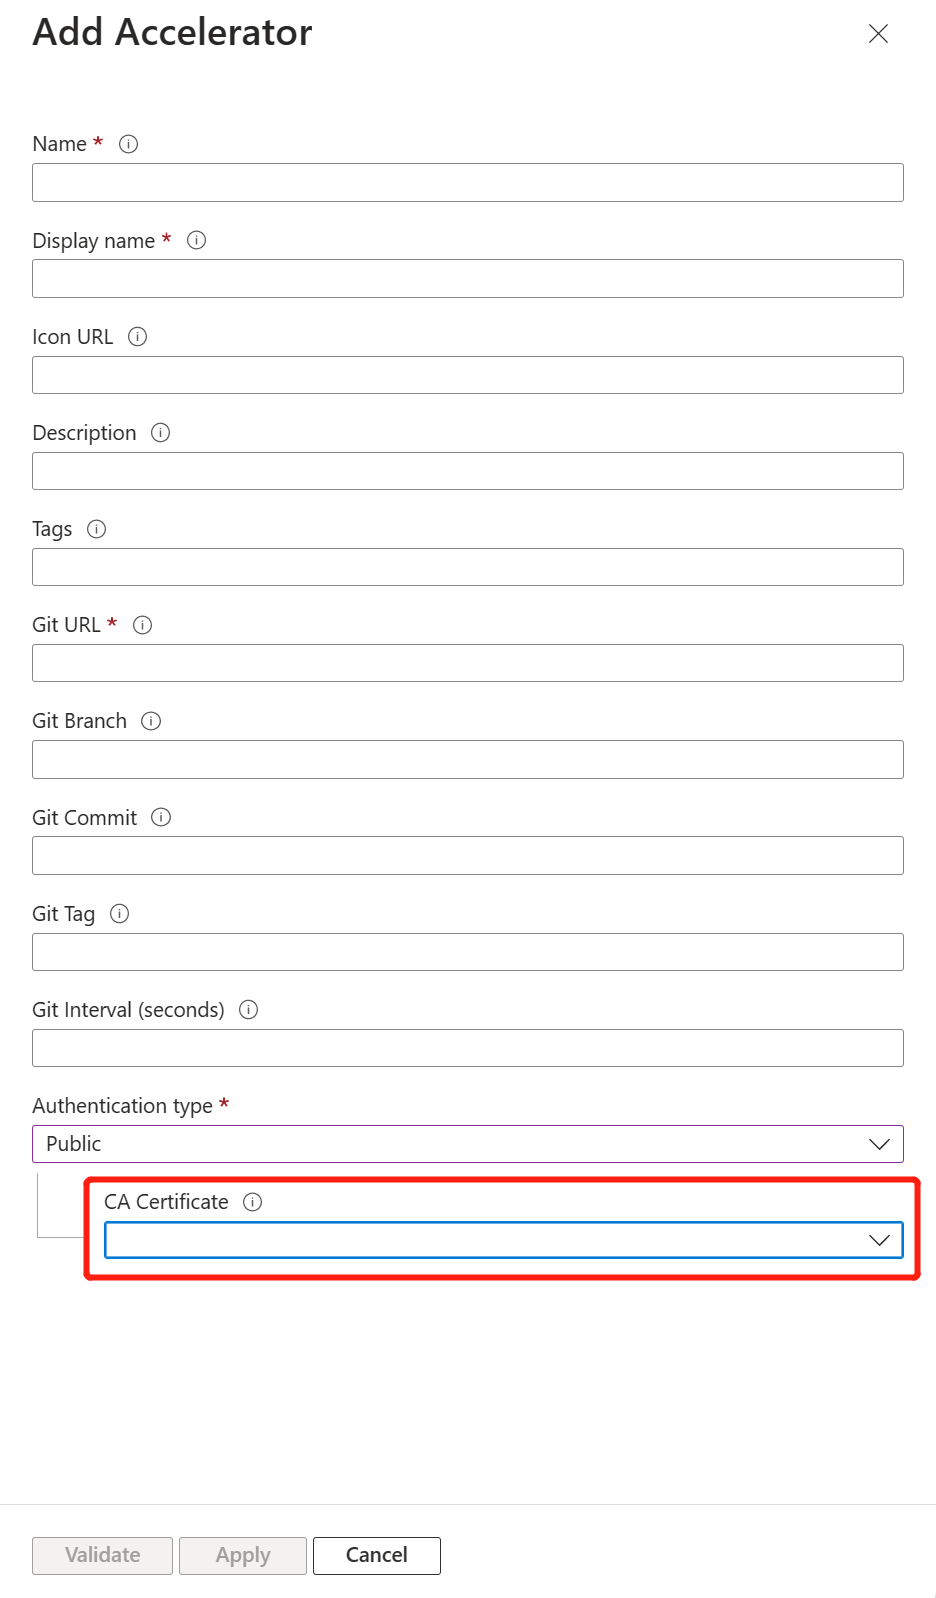 Add Accelerator
Name *
Display name *
Icon URL
Description
Tags
Git URL *
Git Branch
Git Commit
Git Tag
Git Interval (seconds)
Authentication type *
Public
CA Certificate
Validate Apply Cancel